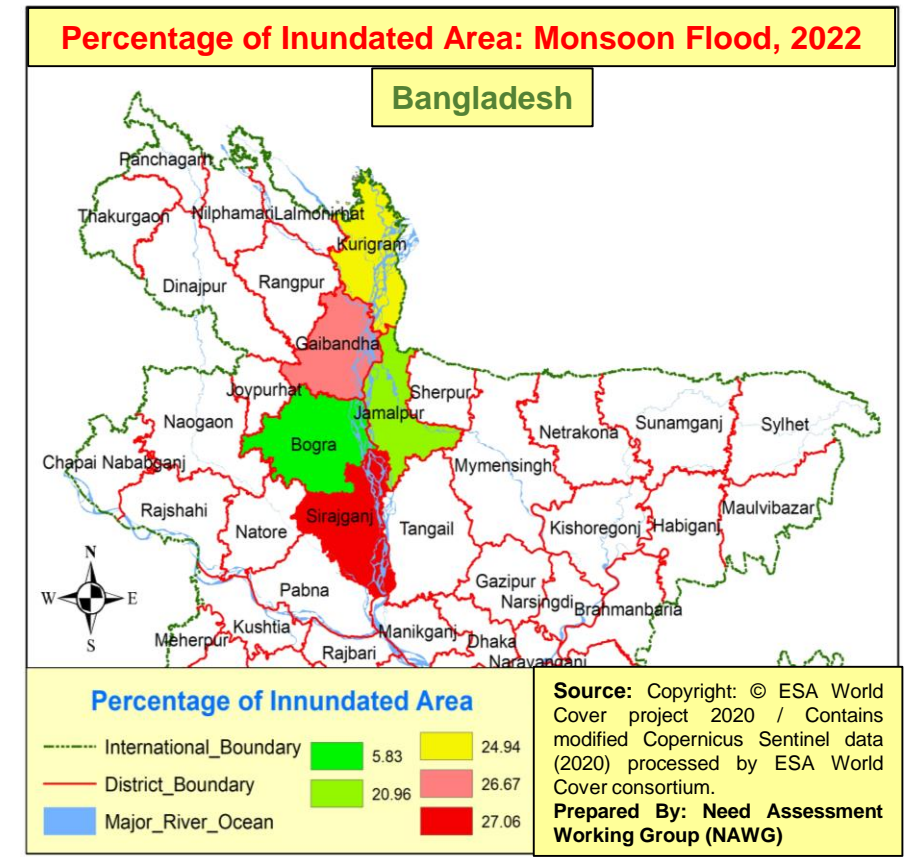 Percentage of Inundated Area: Monsoon Flood, 2022
Bangladesh
Panchagarh
Thakurgaon
Nilphamari
Lalmonirhat
Kurigram
Dinajpur
Rangpur
Gaibandha
Joypurhat
Jamalpur
Sherpur
Naogaon
Bogra
Netrakona
Sunamganj
Sylhet
Chapai Nababganj
Mymensingh
Rajshahi
Natore
Sirajganj
Tangail
Kishoregonj
Habiganj
Maulvibazar
N
W
E
S
Pabna
Gazipur
Narsingdi
Brahmanbaria
Meherpur
Kushtia
Rajbari
Manikganj
Dhaka
Narayanganj
Percentage of Innundated Area
International_Boundary
District_Boundary
Major_River_Ocean
5.83
20.96
24.94
26.67
27.06
Source: Copyright: © ESA World
Cover project 2020 / Contains
modified Copernicus Sentinel data
(2020) processed by ESA World
Cover consortium.
Prepared By: Need Assessment
Working Group (NAWG)